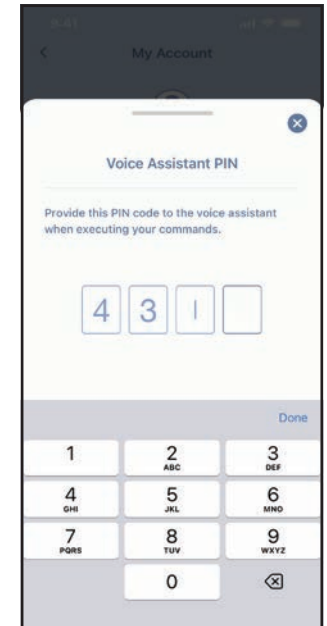 9:41
My Account
Voice Assistant PIN
Provide this PIN code to the voice assistant
when executing your commands.
4 3
Done
1 2 3
ABC DEF
4 5 6
GHI JKL MNO
7 8 9
PQRS TUV WXYZ
0